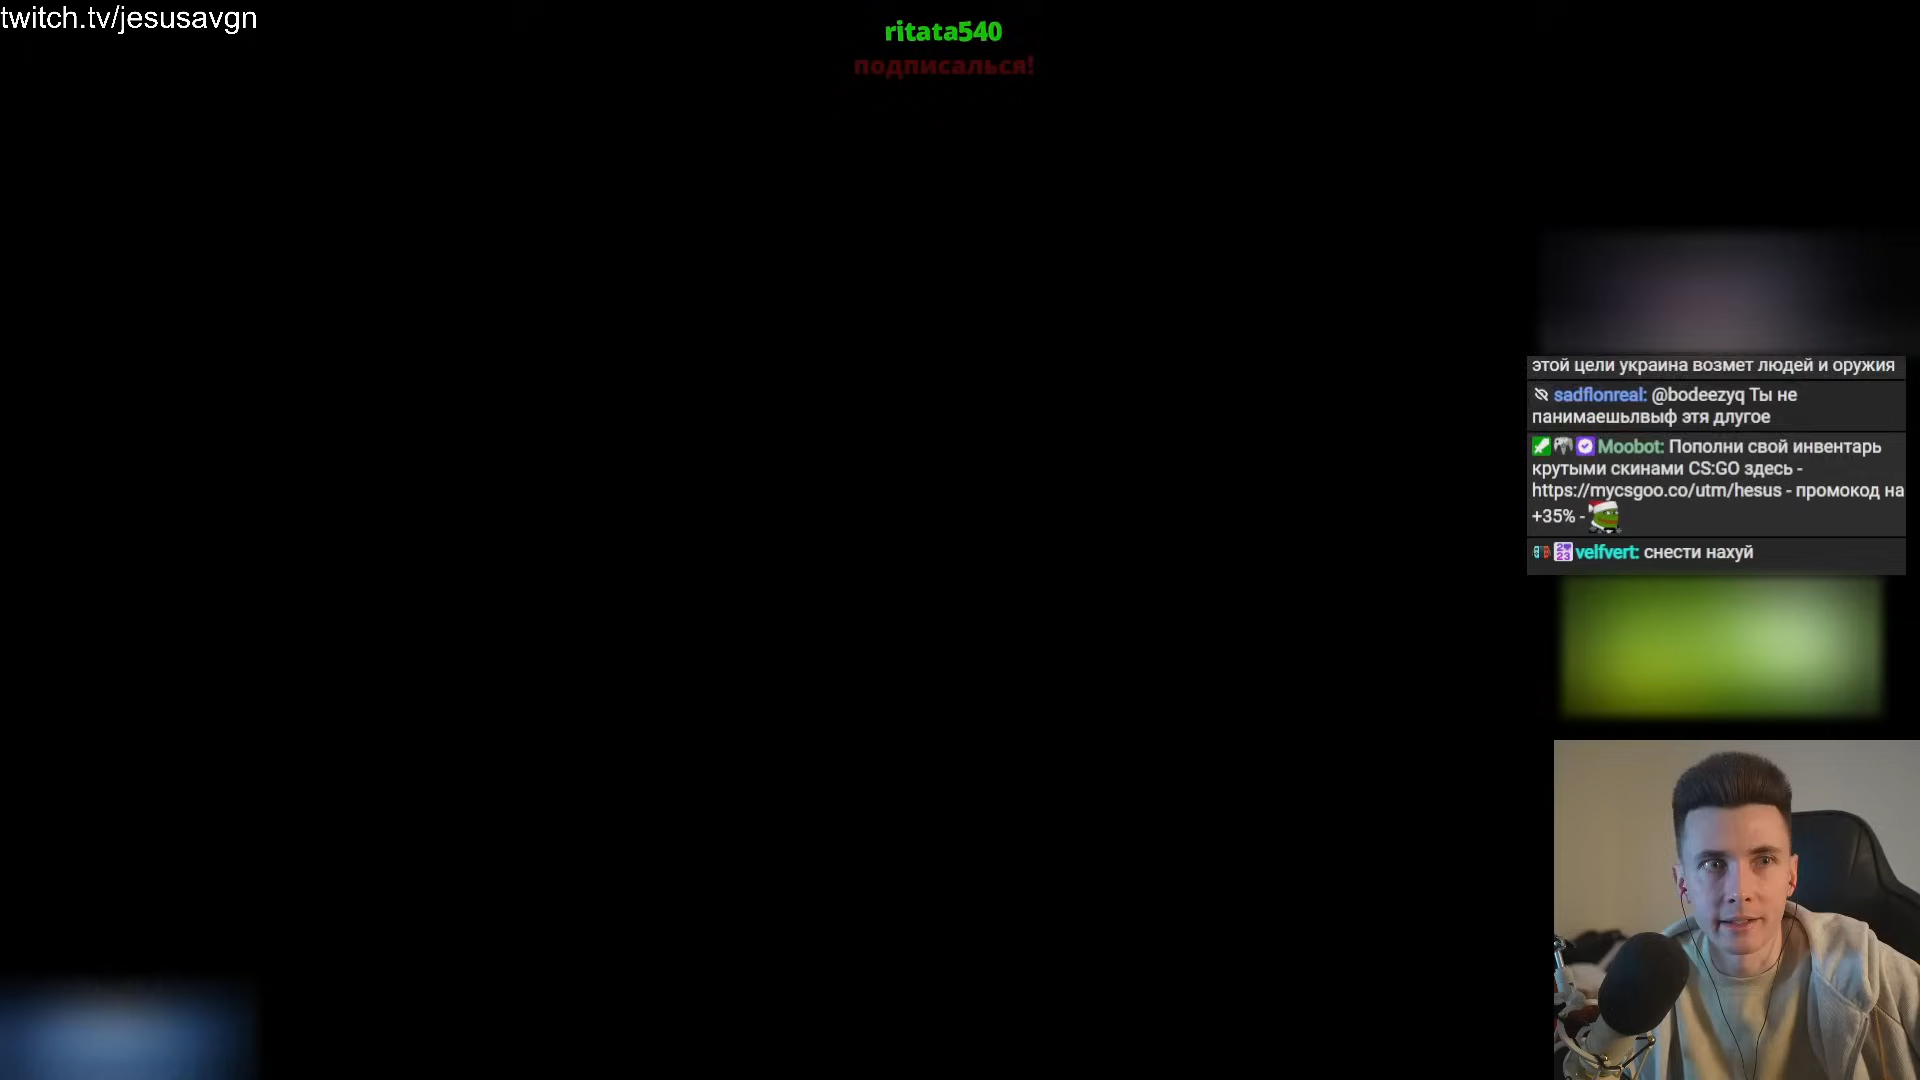 twitch.tv/jesusavgn
ritata540
подписалься!
этой цели украина возмет людей и оружия
sadflonreal: @bodeezyq Ты не
панимаешьлвыф этя длугое
Moobot: Пополни свой инвентарь
крутыми скинами CS:GO здесь -
https://mycsgoo.co/utm/hesus - промокод на
+35% -
velfvert: снести нахуй